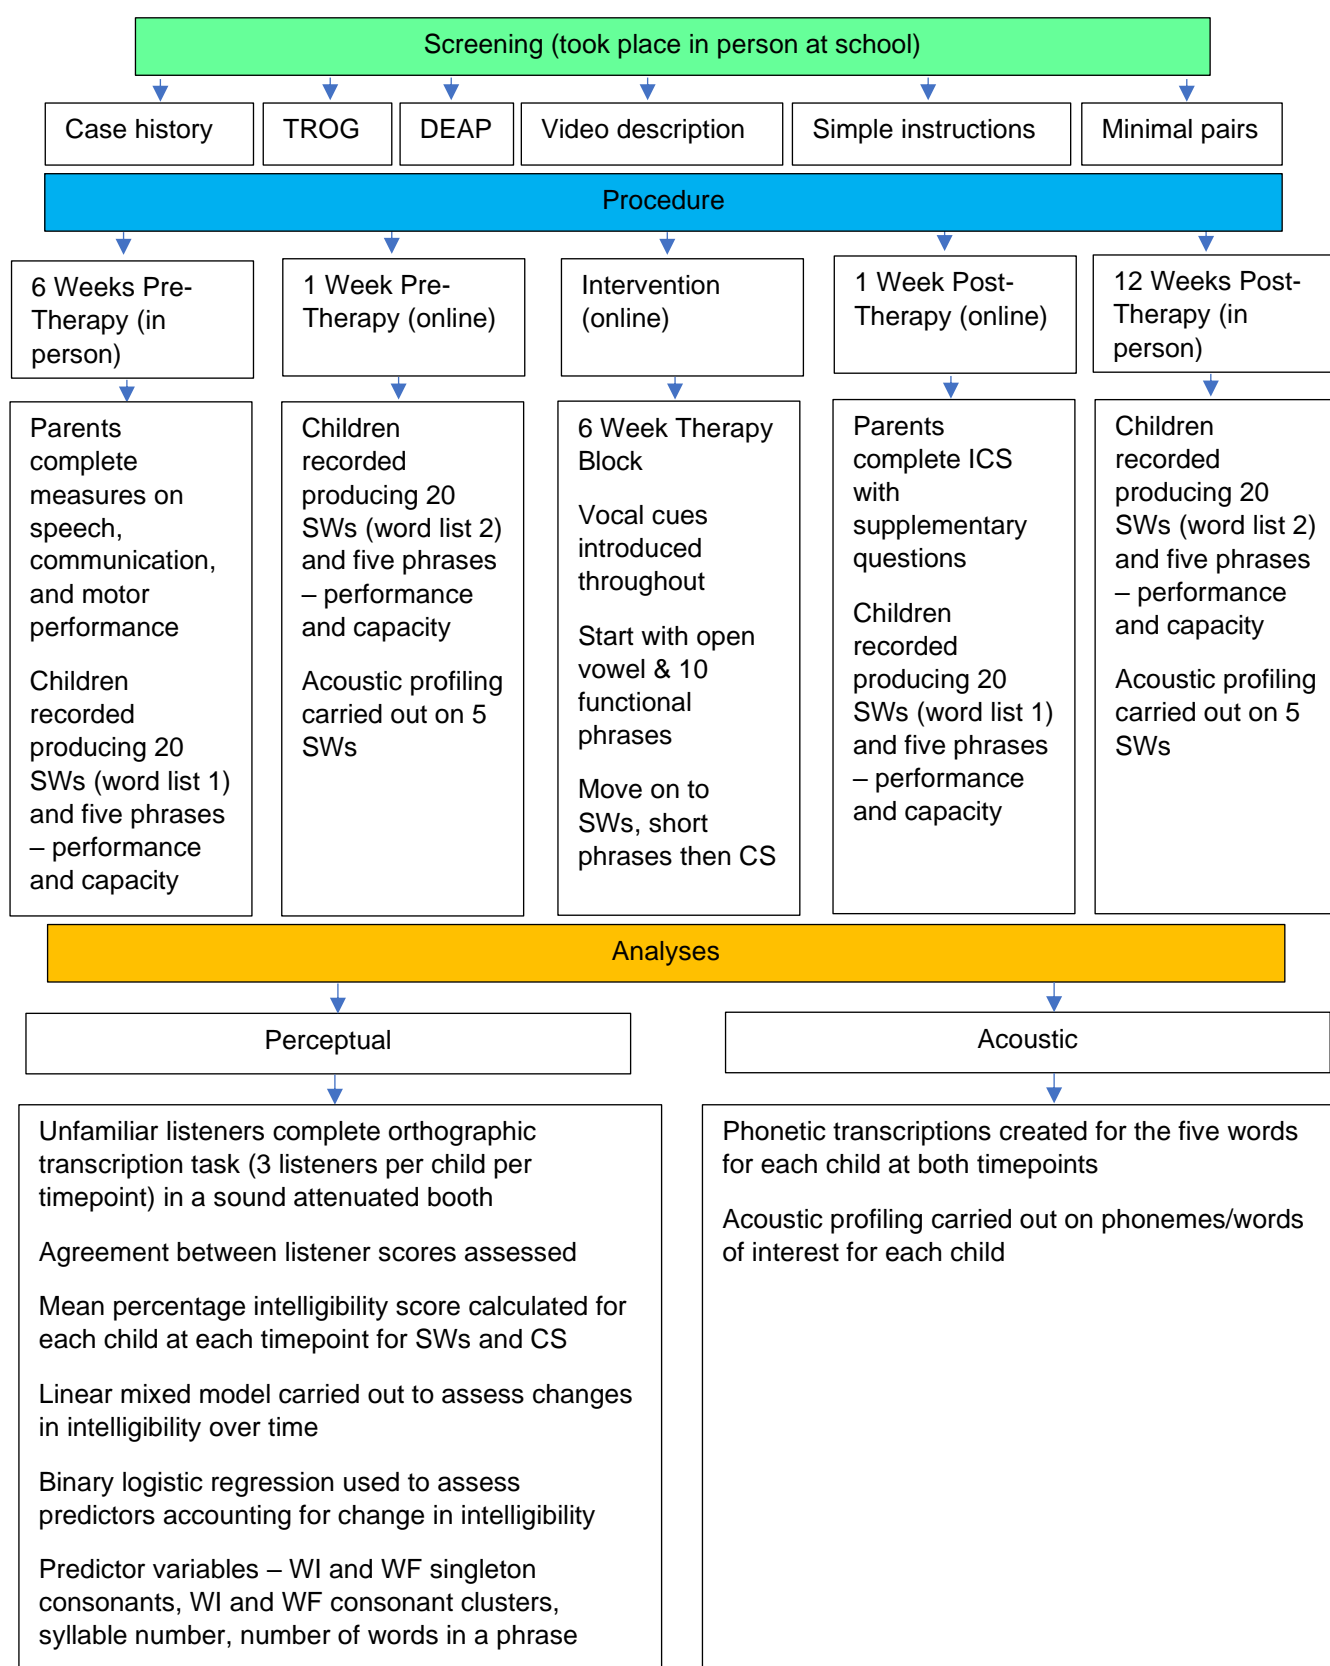 Screening (took place in person at school)
Case history
TROG
DEAP
Video description
Simple instructions
Minimal pairs
Procedure
6 Weeks Pre-
Therapy (in
person)
1 Week Pre-
Therapy (online)
Intervention
(online)
1 Week Post-
Therapy (online)
12 Weeks Post-
Therapy (in
person)
Parents
complete
measures on
speech,
communication,
and motor
performance
Children
recorded
producing 20
SWs (word list 1)
and five phrases
– performance
and capacity
Children
recorded
producing 20
SWs (word list 2)
and five phrases
– performance
and capacity
Acoustic profiling
carried out on 5
SWs
6 Week Therapy
Block
Vocal cues
introduced
throughout
Start with open
vowel & 10
functional
phrases
Move on to
SWs, short
phrases then CS
Parents
complete ICS
with
supplementary
questions
Children
recorded
producing 20
SWs (word list 1)
and five phrases
– performance
and capacity
Children
recorded
producing 20
SWs (word list 2)
and five phrases
– performance
and capacity
Acoustic profiling
carried out on 5
SWs
Analyses
Perceptual
Acoustic
Unfamiliar listeners complete orthographic
transcription task (3 listeners per child per
timepoint) in a sound attenuated booth
Agreement between listener scores assessed
Mean percentage intelligibility score calculated for
each child at each timepoint for SWs and CS
Linear mixed model carried out to assess changes
in intelligibility over time
Binary logistic regression used to assess
predictors accounting for change in intelligibility
Predictor variables – WI and WF singleton
consonants, WI and WF consonant clusters,
syllable number, number of words in a phrase
Phonetic transcriptions created for the five words
for each child at both timepoints
Acoustic profiling carried out on phonemes/words
of interest for each child